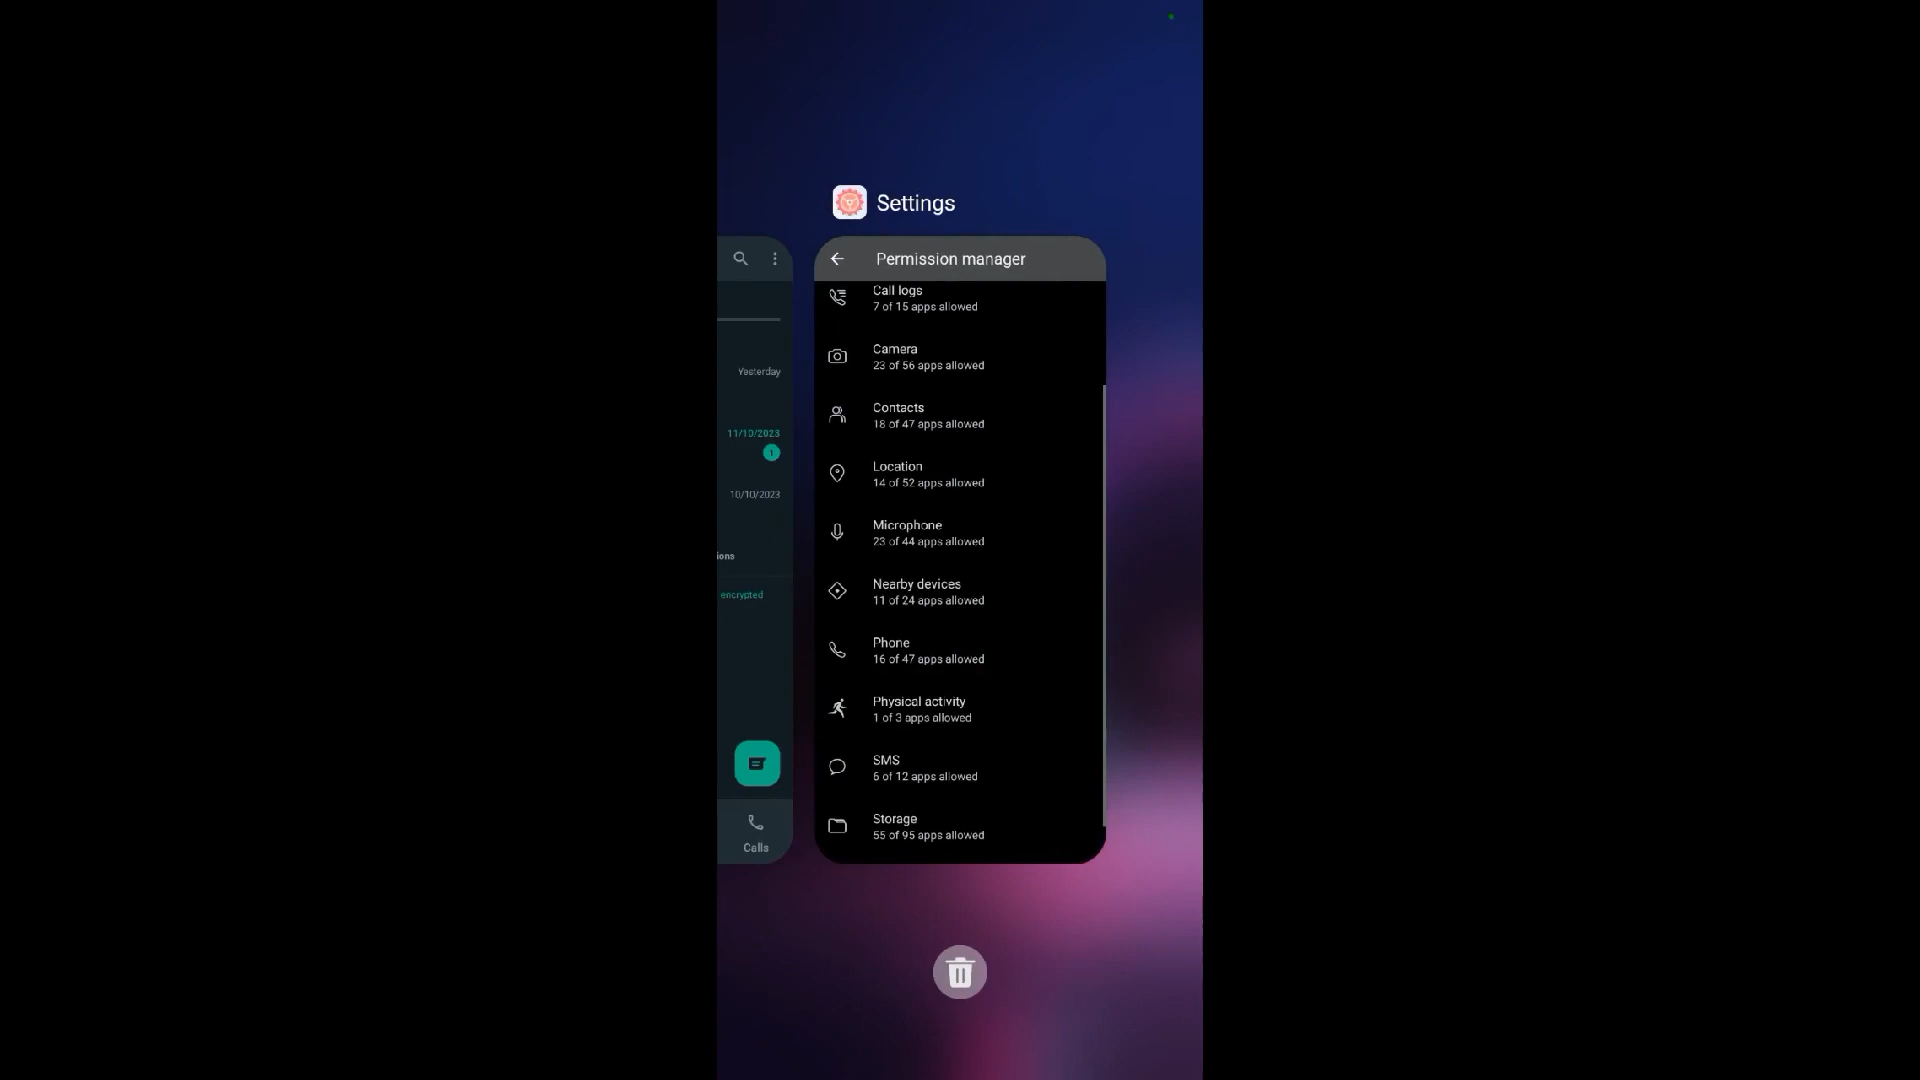 Settings
Permission manager
Call logs
7 of 15 apps allowed
Camera
23 of 56 apps allowed
Contacts
18 of 47 apps allowed
Location
14 of 52 apps allowed
Microphone
23 of 44 apps allowed
Nearby devices
11 of 24 apps allowed
Phone
16 of 47 apps allowed
Physical activity
1 of 3 apps allowed
SMS
6 of 12 apps allowed
Storage
55 of 95 apps allowed
Yesterday
11/10/2023
1
10/10/2023
ions
encrypted
Calls